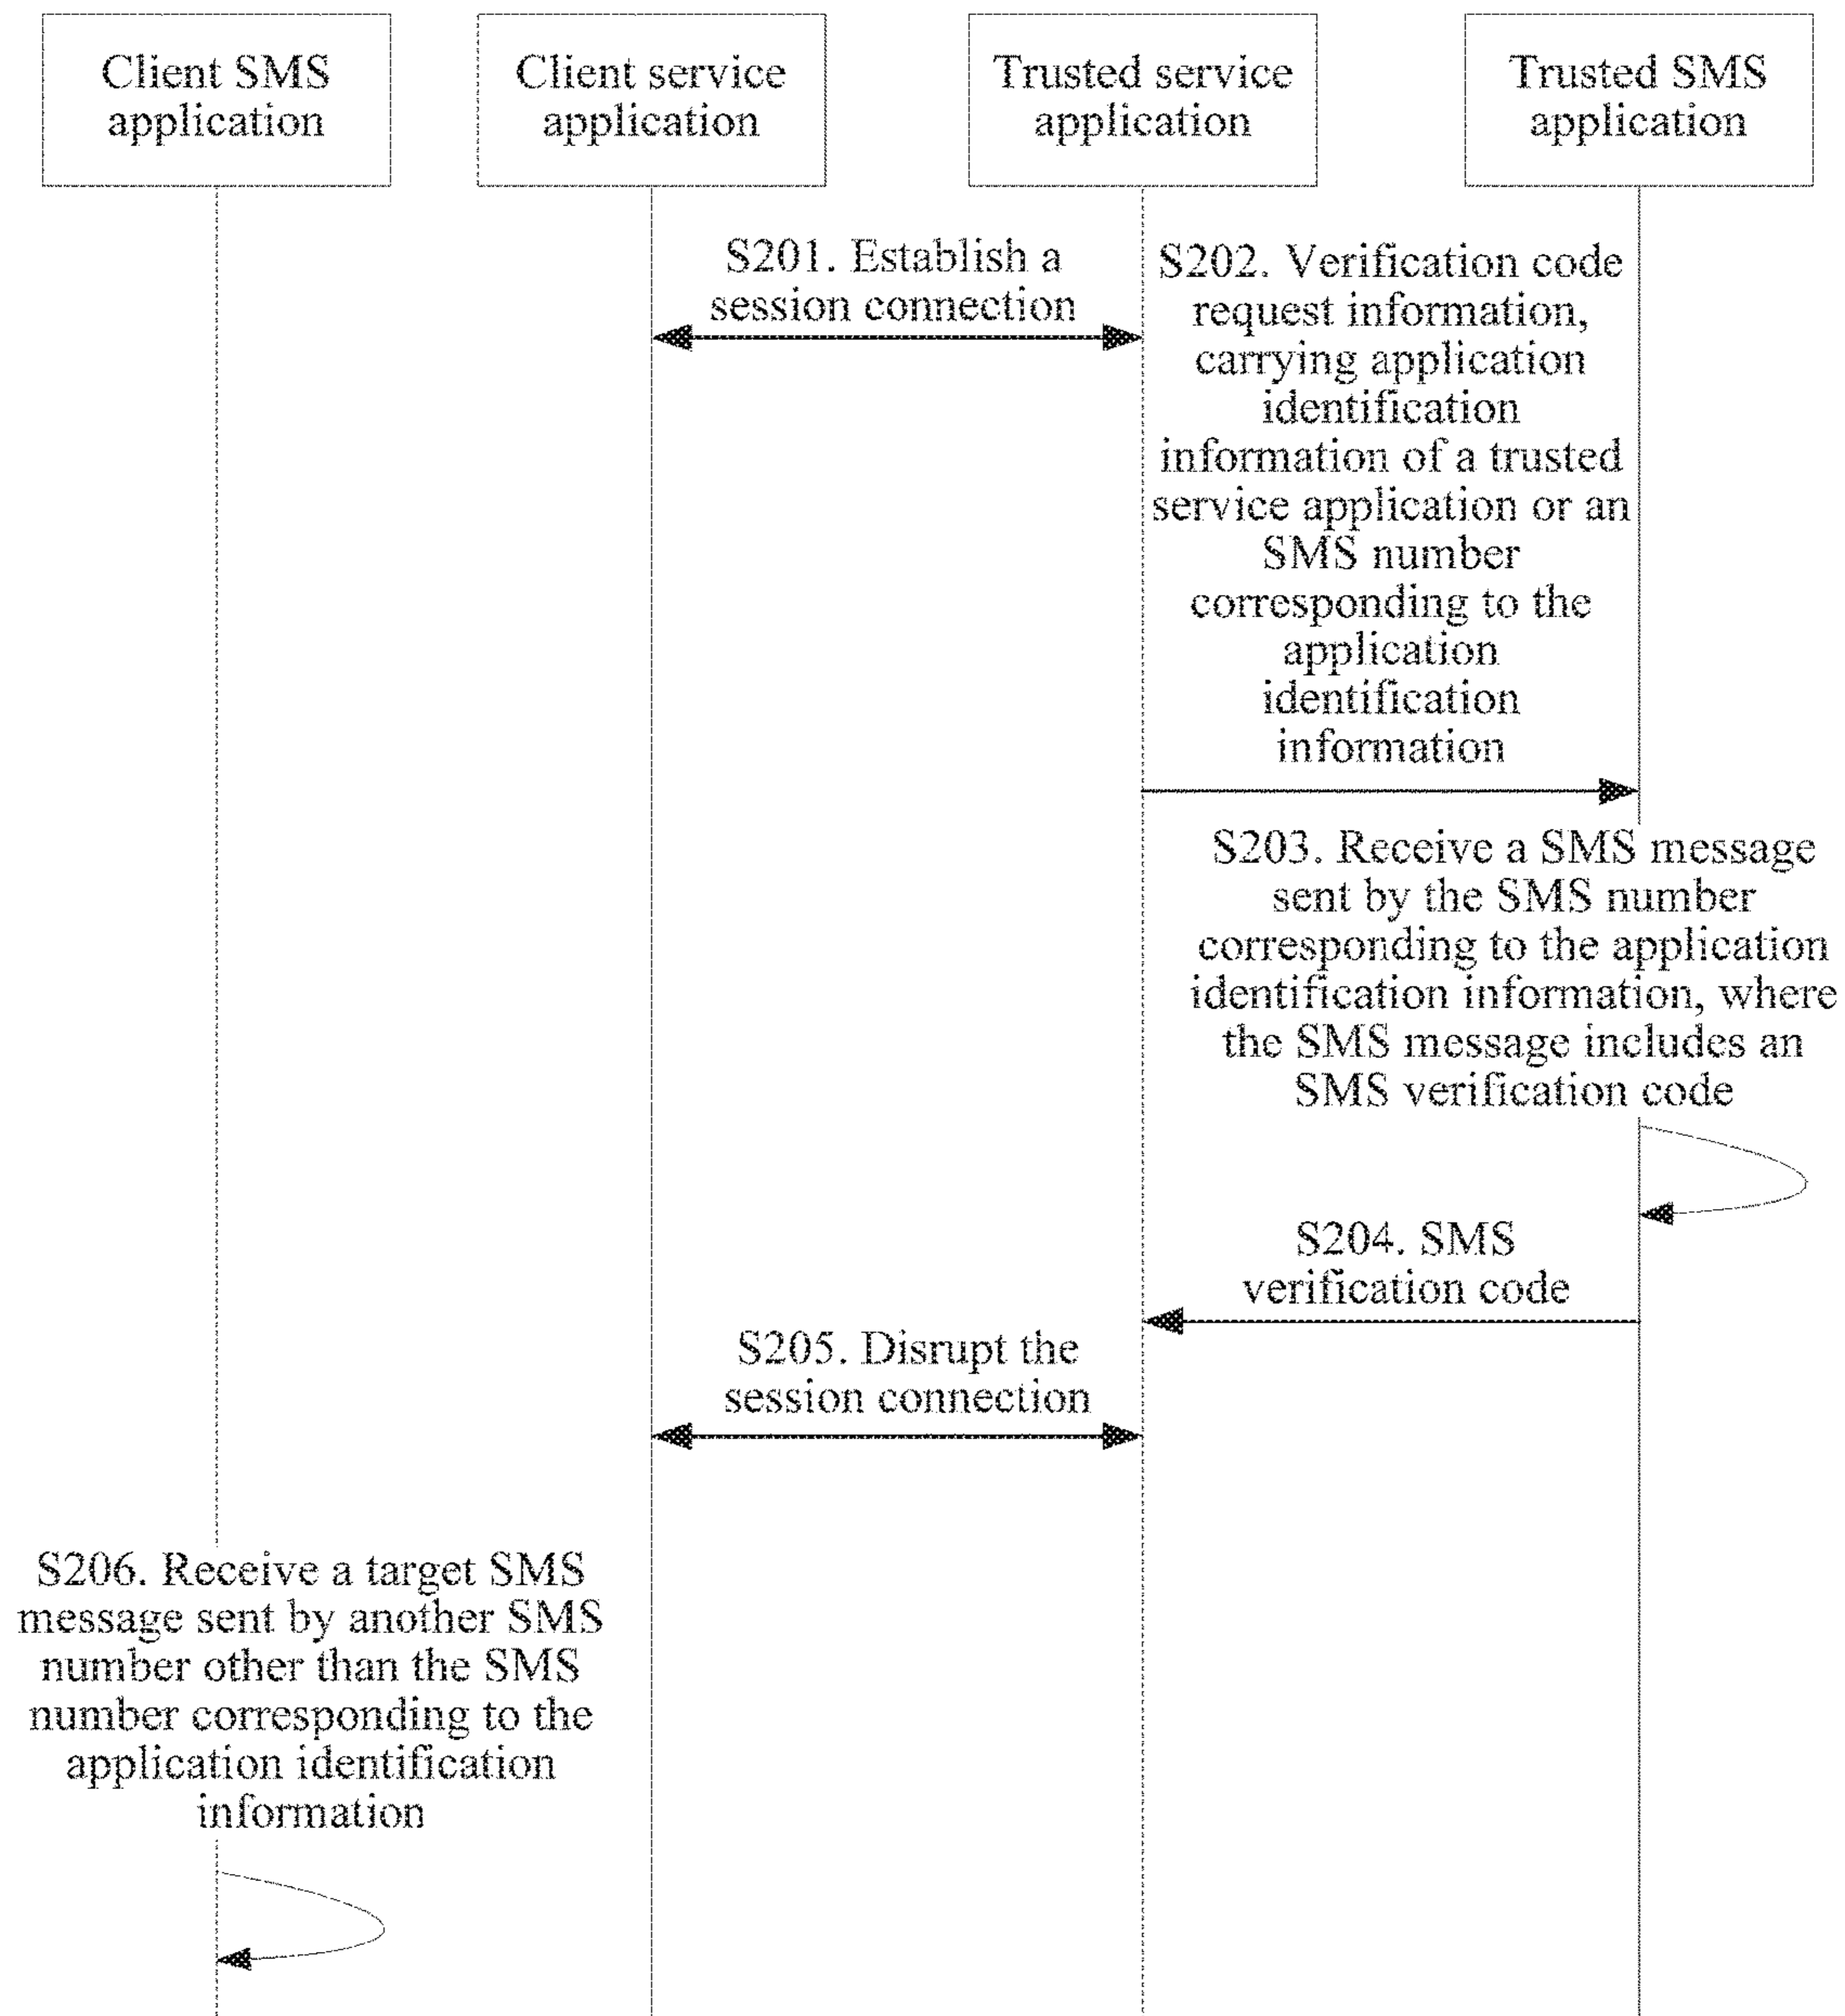 Client SMS
application
Client service
application
Trusted service
application
Trusted SMS
application
S201. Establish a
session connection
S202. Verification code
request information,
carrying application
identification
information of a trusted
service application or an
SMS number
corresponding to the
application
identification
information
S203. Receive a SMS message
sent by the SMS number
corresponding to the application
identification information, where
the SMS message includes an
SMS verification code
S204. SMS
verification code
S205. Disrupt the
session connection
S206. Receive a target SMS
message sent by another SMS
number other than the SMS
number corresponding to the
application identification
information